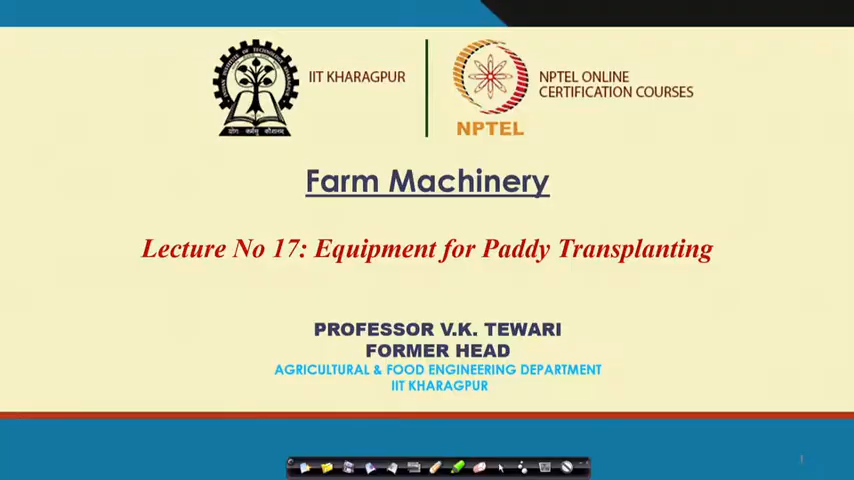 IIT KHARAGPUR
NPTEL ONLINE
CERTIFICATION COURSES
NPTEL
Farm Machinery
Lecture No 17: Equipment for Paddy Transplanting
PROFESSOR V.K. TEWARI
FORMER HEAD
AGRICULTURAL & FOOD ENGINEERING DEPARTMENT
IIT KHARAGPUR